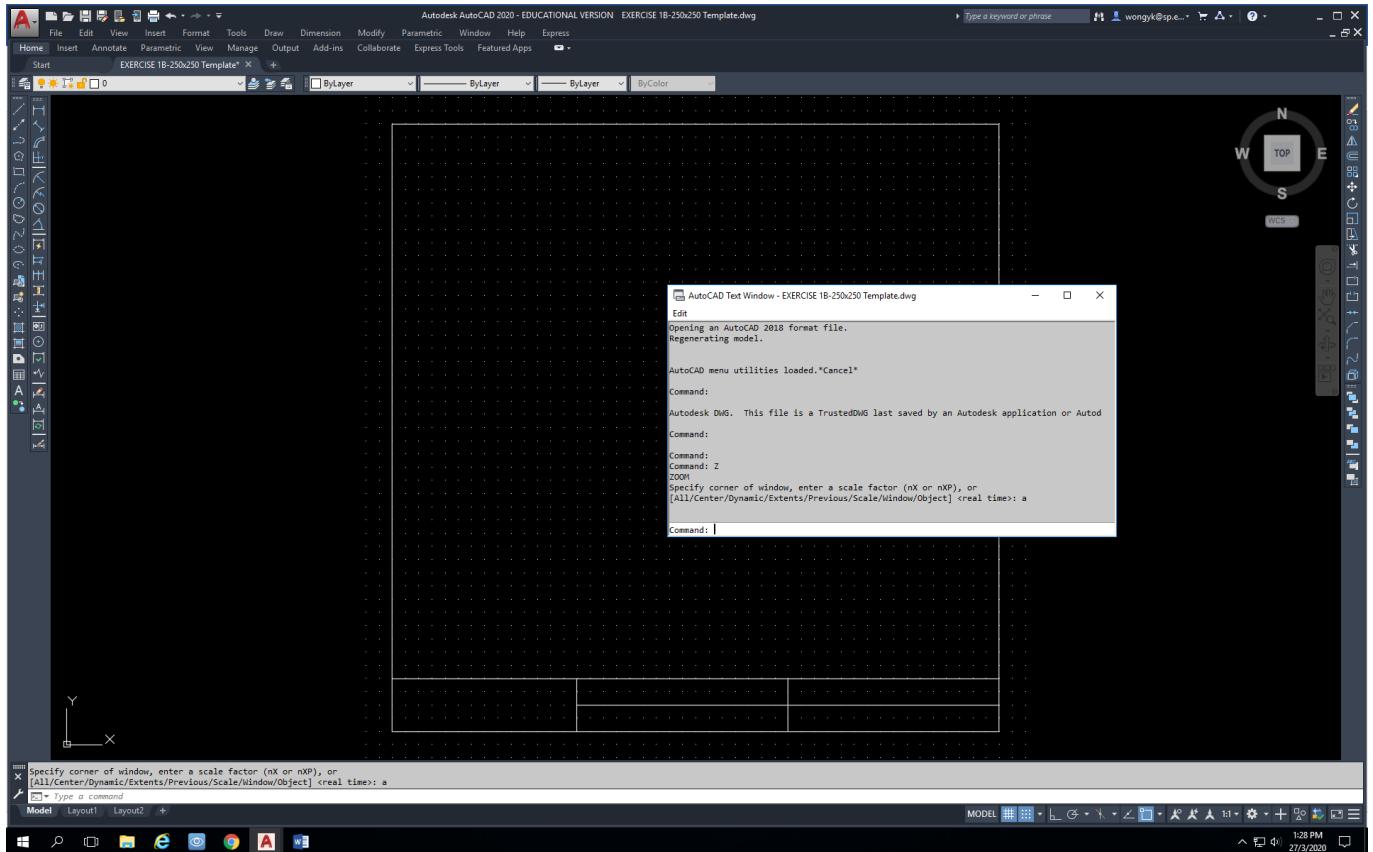 Autodesk AutoCAD 2020 - EDUCATIONAL VERSION EXERCISE 1B-250x250 Template.dwg
Type a keyword or phrase
wongyk@sp.e...
File Edit View Insert Format Tools Draw Dimension Modify Parametric Window Help Express
Home Insert Annotate Parametric View Manage Output Add-ins Collaborate Express Tools Featured Apps
Start EXERCISE 1B-250x250 Template*
0 ByLayer ByLayer ByLayer ByColor
N
W TOP E
S
WCS
AutoCAD Text Window - EXERCISE 1B-250x250 Template.dwg
Edit
Opening an AutoCAD 2018 format file.
Regenerating model.
AutoCAD menu utilities loaded.*Cancel*
Command:
Autodesk DWG. This file is a TrustedDWG last saved by an Autodesk application or Autod
Command:
Command:
Command: Z
ZOOM
Specify corner of window, enter a scale factor (nX or nXP), or
[All/Center/Dynamic/Extents/Previous/Scale/Window/Object] <real time>: a
Command:
Y
X
Specify corner of window, enter a scale factor (nX or nXP), or
[All/Center/Dynamic/Extents/Previous/Scale/Window/Object] <real time>: a
Type a command
Model Layout1 Layout2 +
MODEL 1:1
1:28 PM
27/3/2020